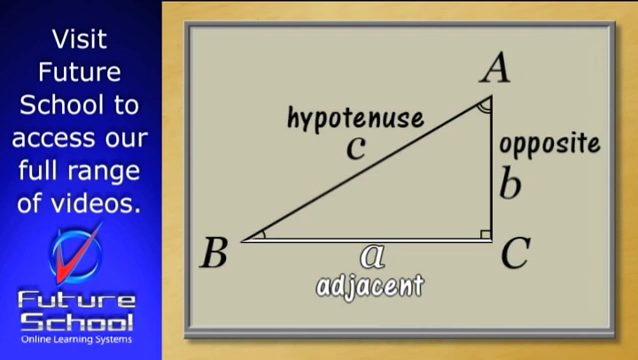 Visit
Future
School to
access our
full range
of videos.
Future
School
Online Learning Systems
A
hypotenuse
c
opposite
b
B
a
C
adjacent